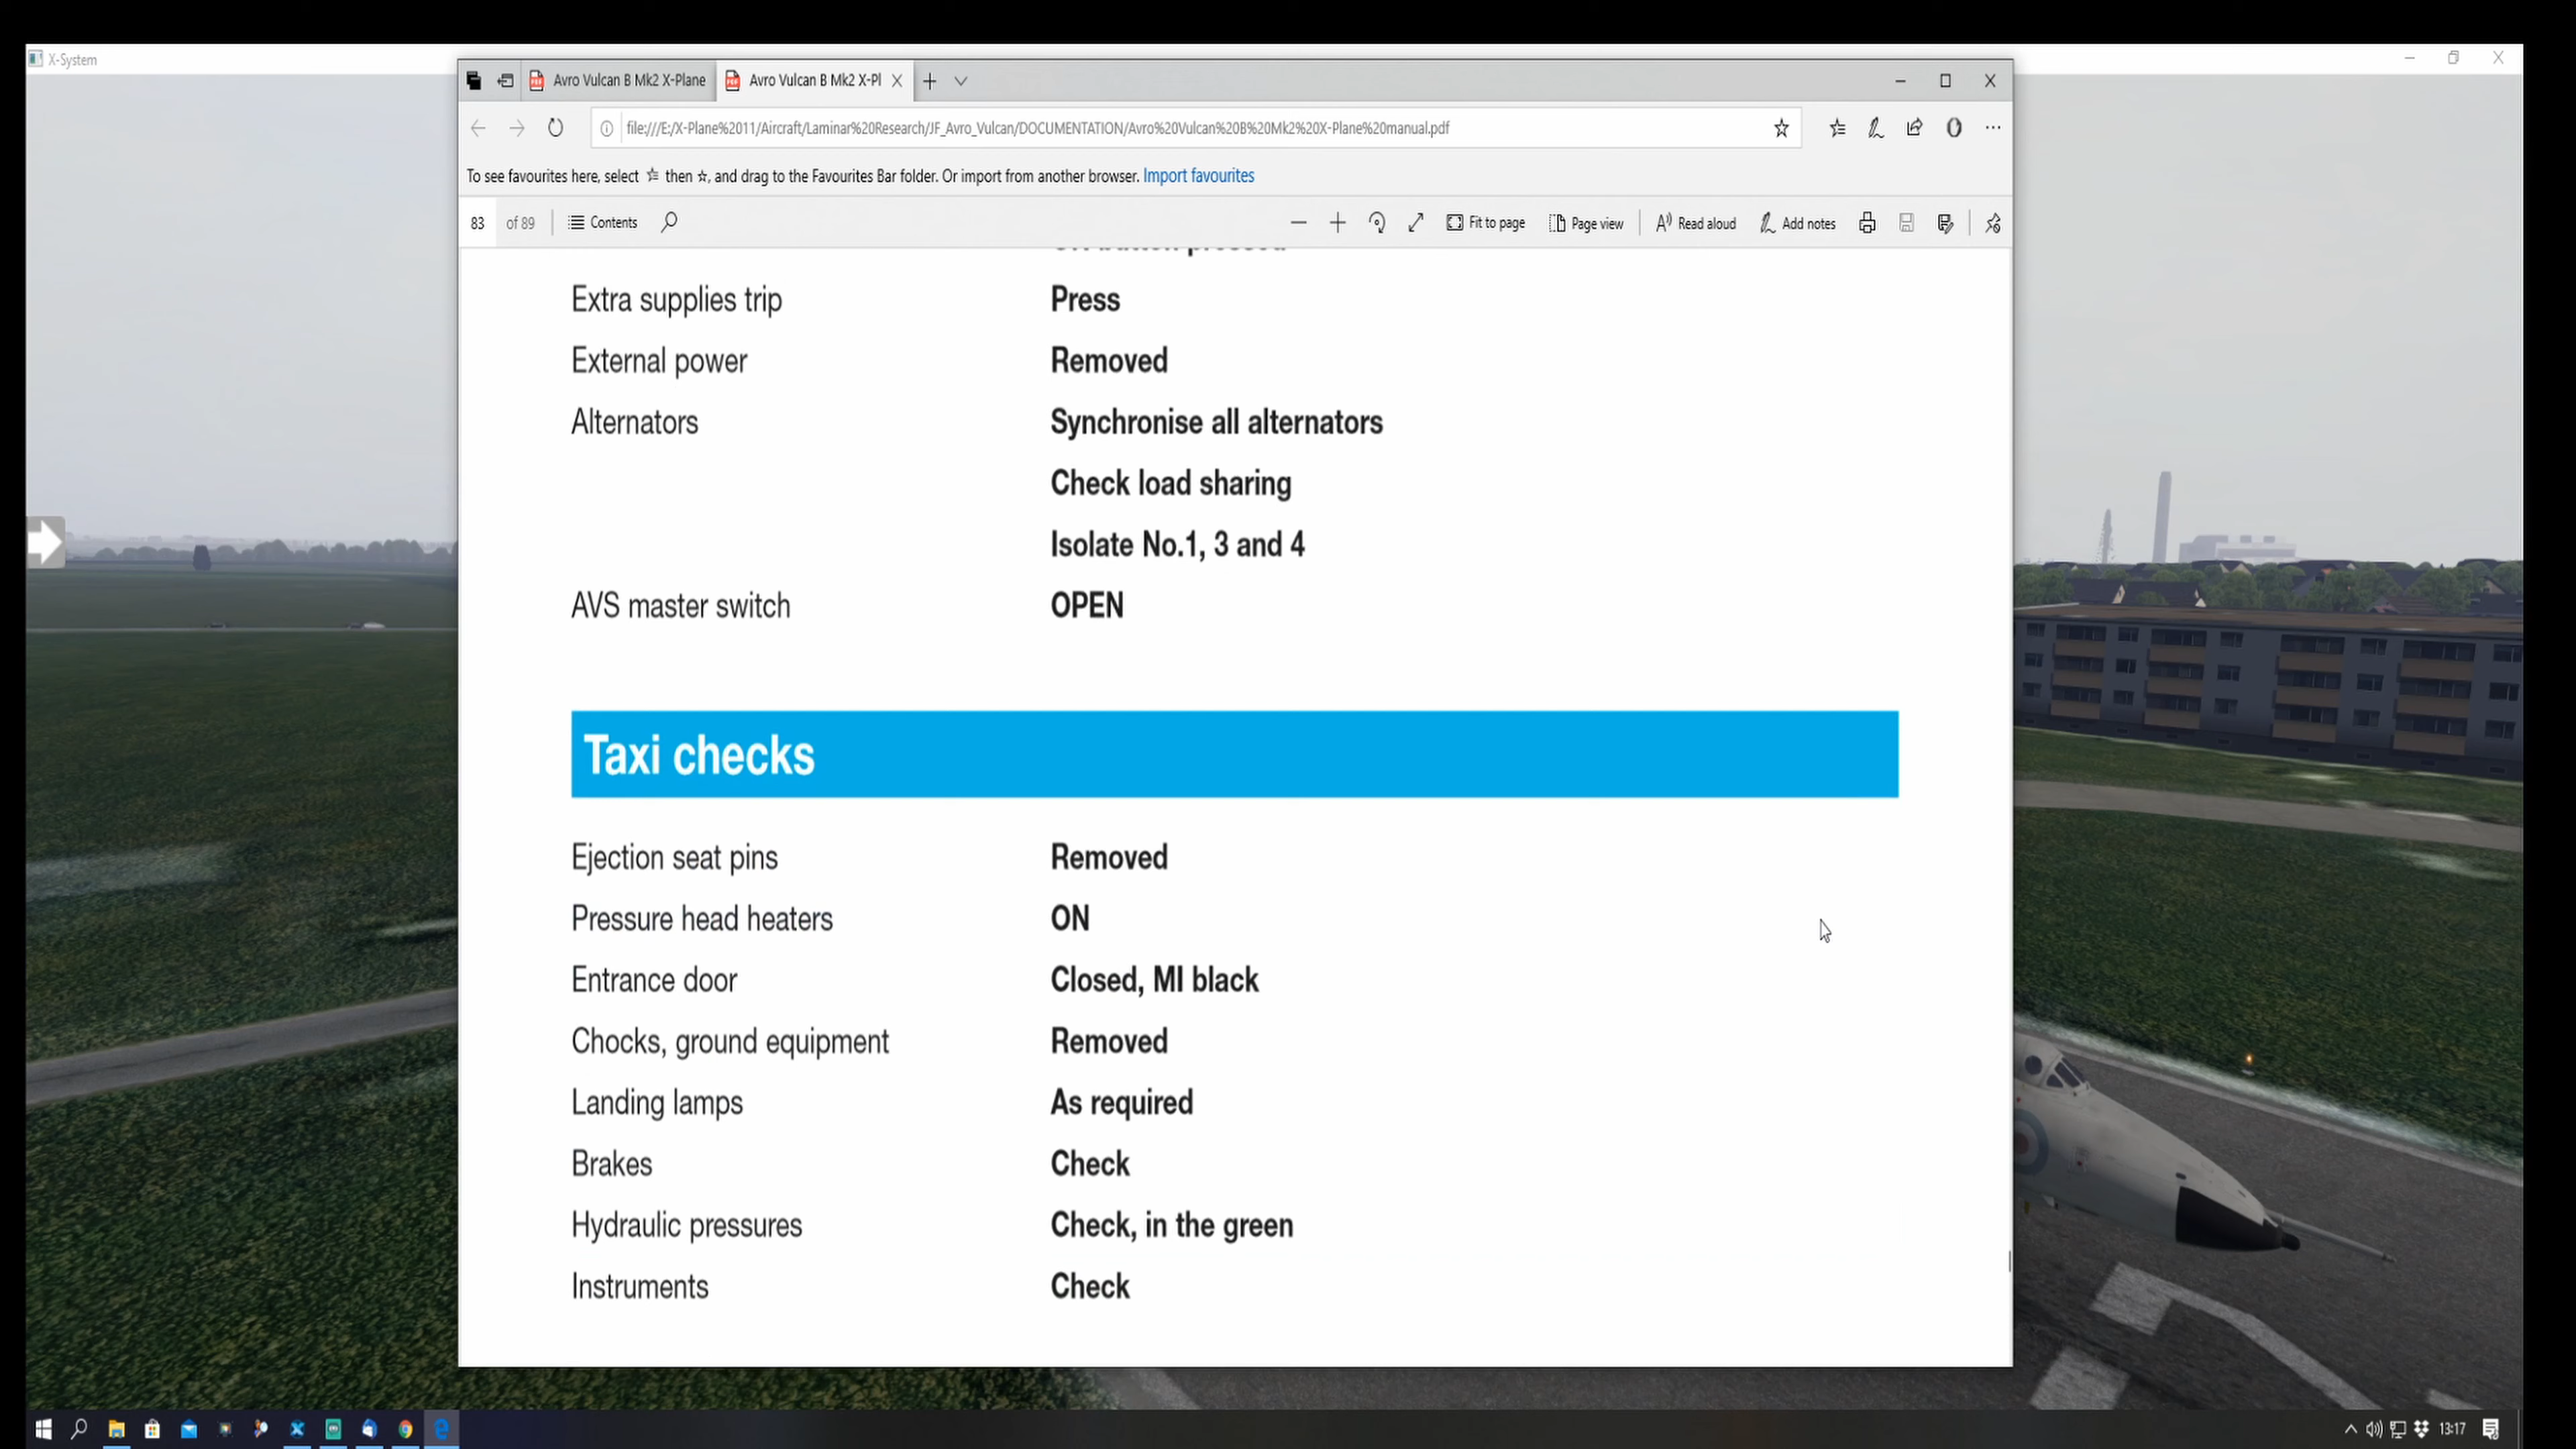 X-System
Avro Vulcan B Mk2 X-Plane
Avro Vulcan B Mk2 X-Pl
file:///E:/X-Plane%2011/Aircraft/Laminar%20Research/JF_Avro_Vulcan/DOCUMENTATION/Avro%20Vulcan%20B%20Mk2%20X-Plane%20manual.pdf
To see favourites here, select then ☆, and drag to the Favourites Bar folder. Or import from another browser. Import favourites
83 of 89 Contents Fit to page Page view Read aloud Add notes
button pressed
Extra supplies trip Press
External power Removed
Alternators Synchronise all alternators
Check load sharing
Isolate No.1, 3 and 4
AVS master switch OPEN
Taxi checks
Ejection seat pins Removed
Pressure head heaters ON
Entrance door Closed, MI black
Chocks, ground equipment Removed
Landing lamps As required
Brakes Check
Hydraulic pressures Check, in the green
Instruments Check
13:17